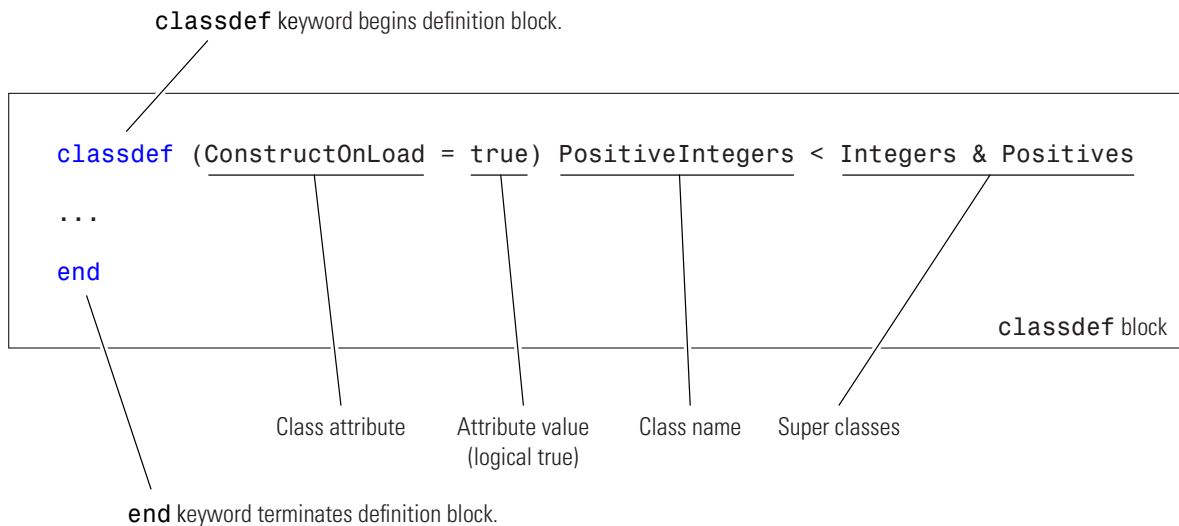 classdef keyword begins definition block.
classdef (ConstructOnLoad = true) PositiveIntegers < Integers & Positives
...
end
classdef block
Class attribute
Attribute value
(logical true)
Class name
Super classes
end keyword terminates definition block.